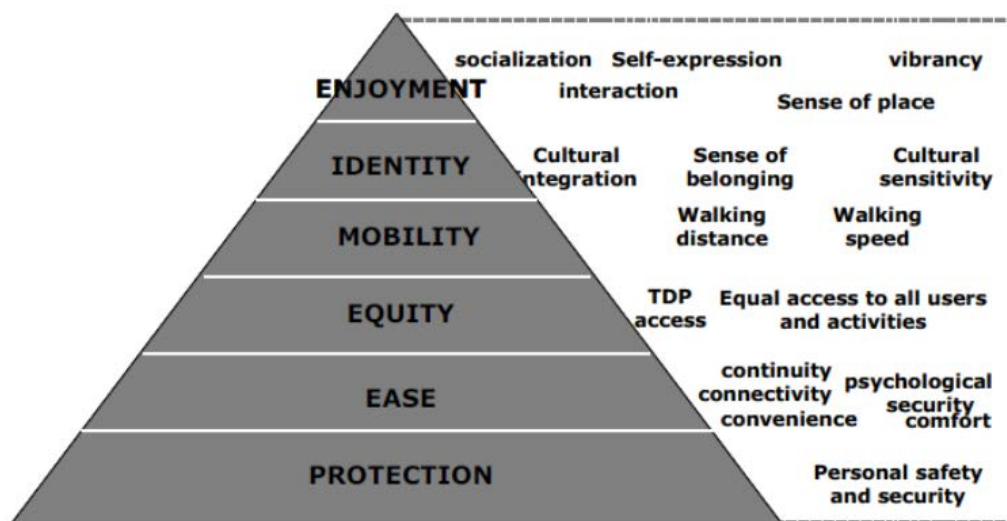 socialization Self-expression vibrancy
ENJOYMENT interaction
Sense of place
Cultural Sense of Cultural
IDENTITY integration belonging sensitivity
Walking Walking
MOBILITY distance speed
TDP Equal access to all users
EQUITY access and activities
continuity
connectivity psychological
EASE security
convenience comfort
Personal safety
PROTECTION and security